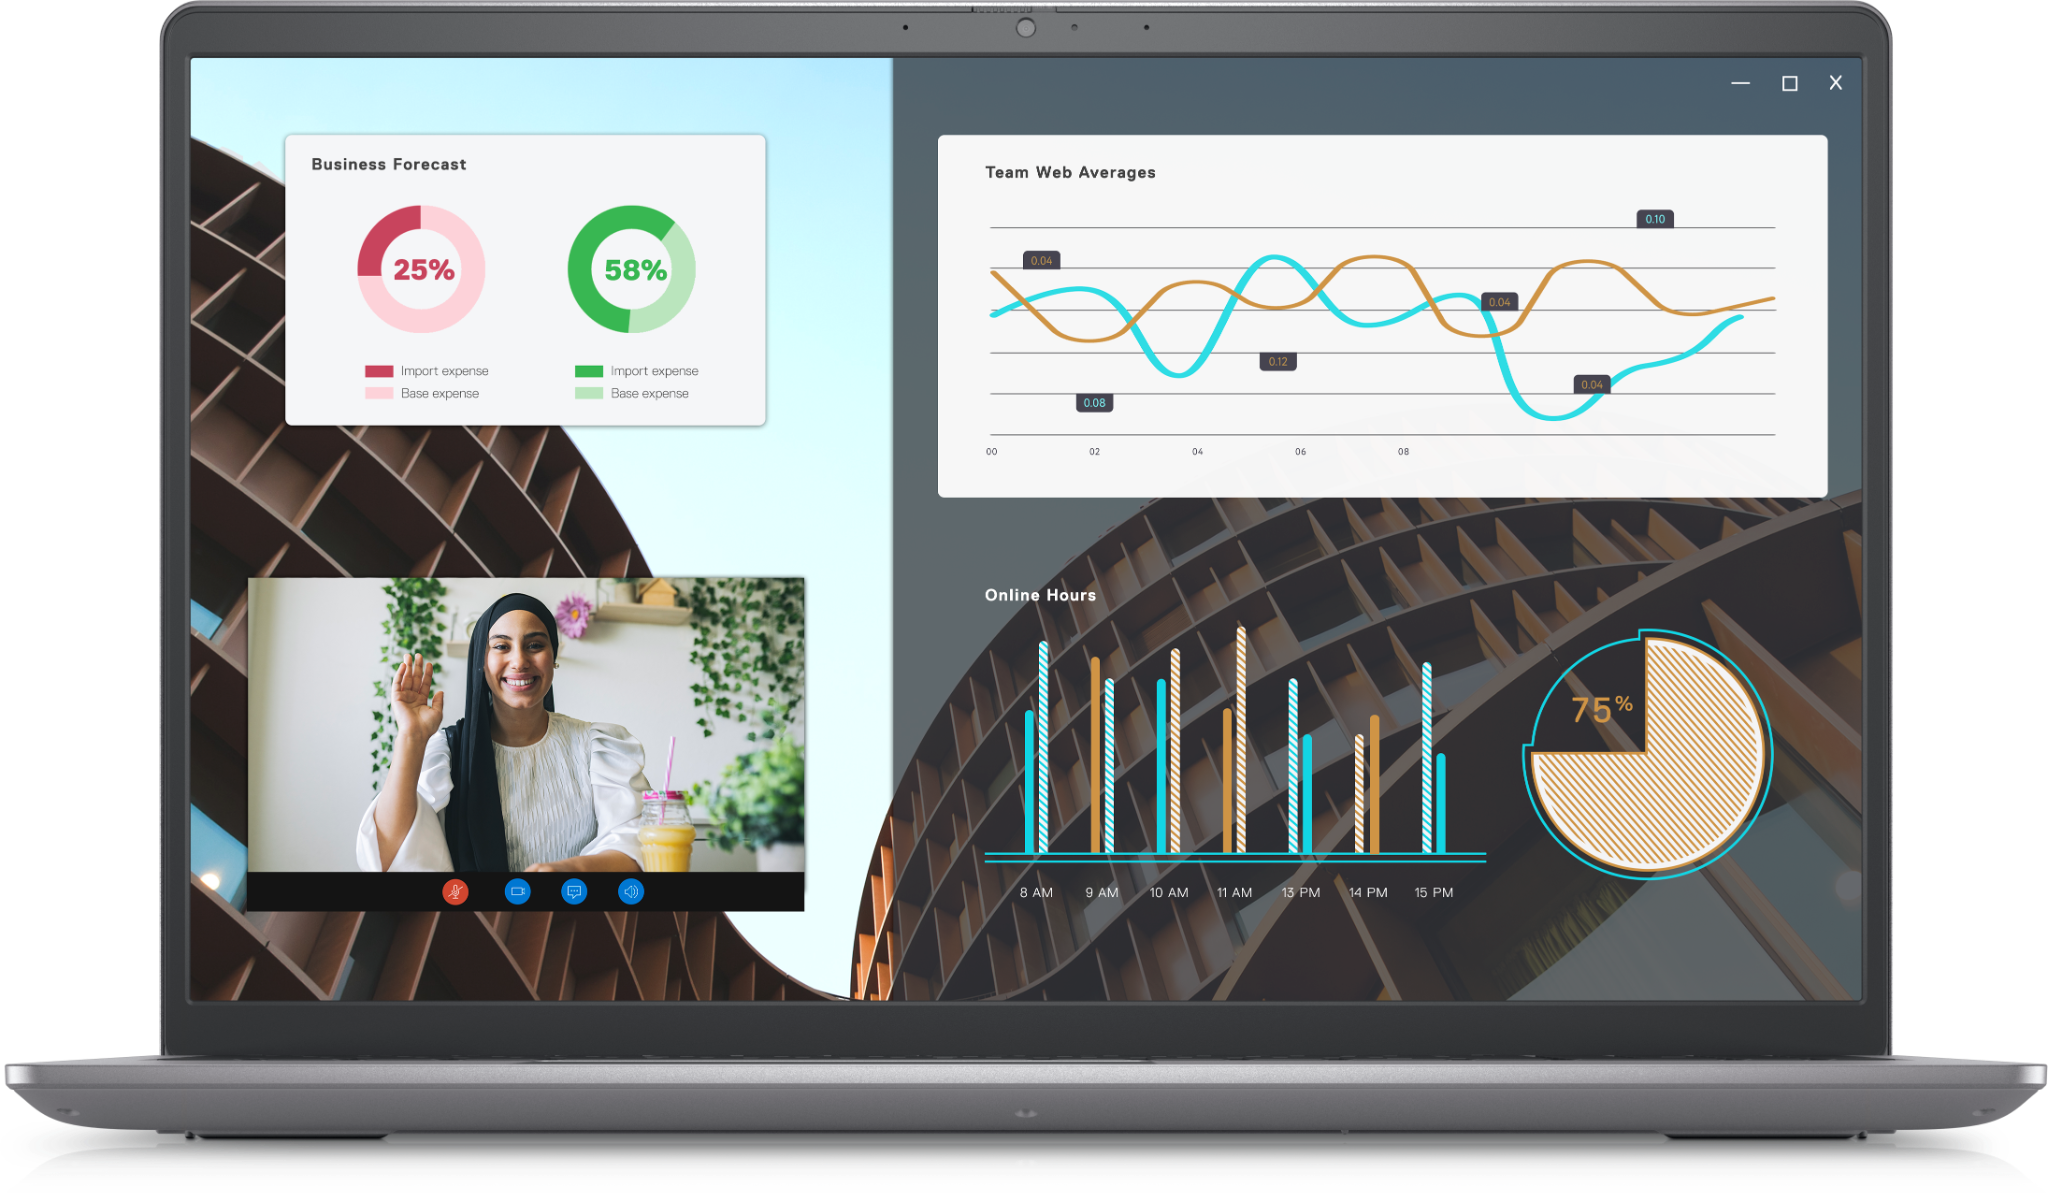 Business Forecast
25%
58%
Import expense
Base expense
Import expense
Base expense
Team Web Averages
0.10
0.04
0.04
0.12
0.04
0.08
00 02 04 06 08
Online Hours
75%
8 AM 9 AM 10 AM 11 AM 13 PM 14 PM 15 PM